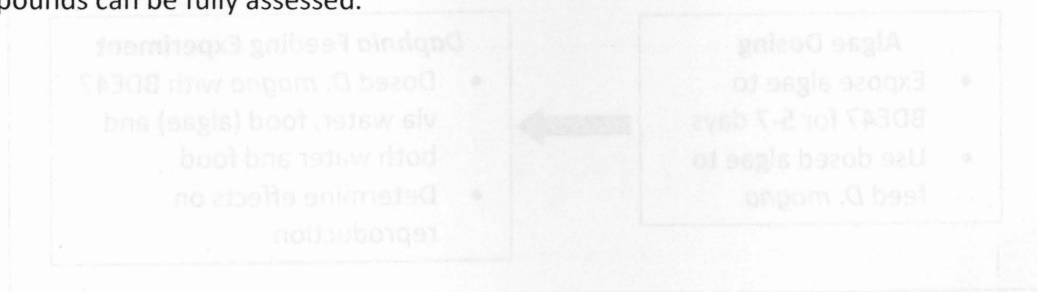 pounds can be fully assessed.
Algae Dosing
• Expose algae to
BDE47 for 5-7 days
• Use dosed algae to
feed D. magna
Daphnia Feeding Experiment
• Dosed D. magna with BDE47
via water, food (algae) and
both water and food
• Determine effects on
reproduction